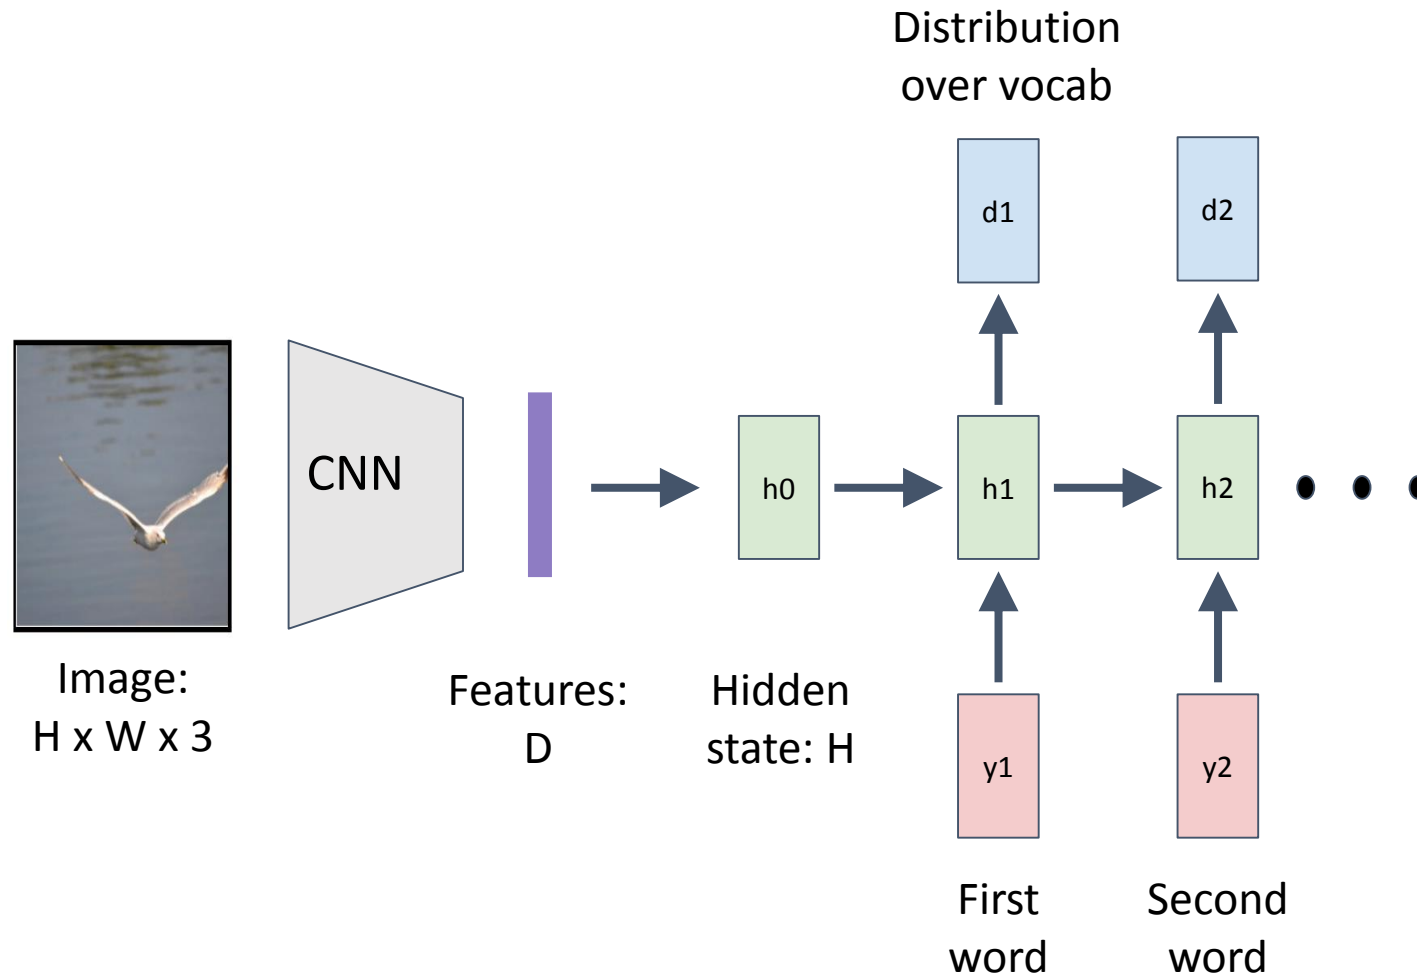 Distribution
over vocab
d1
d2
CNN
h0
h1
h2
Image:
H x W x 3
Features:
D
Hidden
state: H
y1
y2
First
word
Second
word